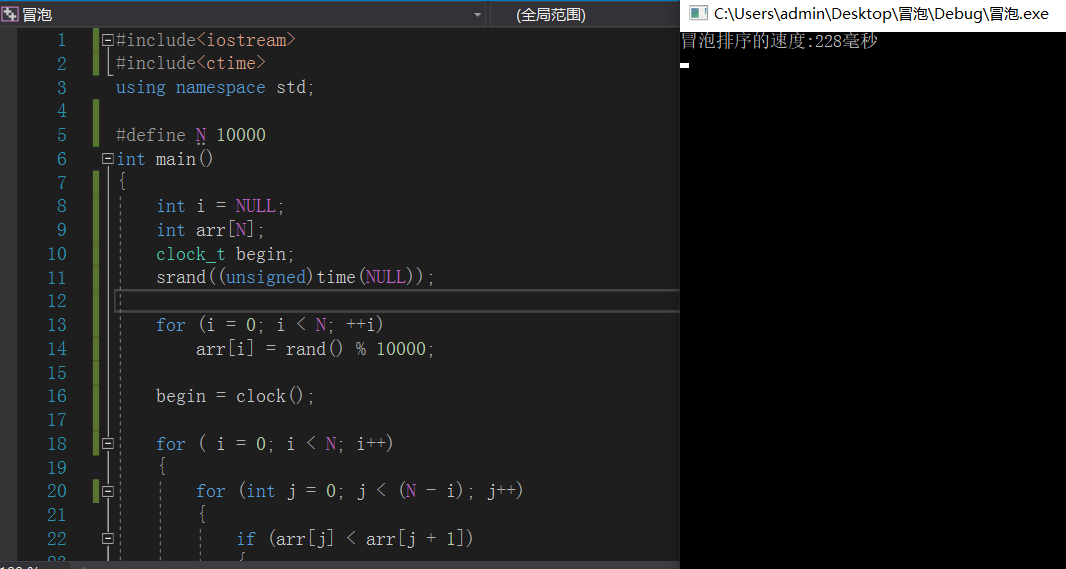 冒泡
(全局范围)
C:\Users\admin\Desktop\冒泡\Debug\冒泡.exe
1 #include<iostream>
2 #include<ctime>
3 using namespace std;
4
5 #define N 10000
6 int main()
7 {
8 int i = NULL;
9 int arr[N];
10 clock_t begin;
11 srand((unsigned)time(NULL));
12
13 for (i = 0; i < N; ++i)
14 arr[i] = rand() % 10000;
15
16 begin = clock();
17
18 for ( i = 0; i < N; i++)
19 {
20 for (int j = 0; j < (N - i); j++)
21 {
22 if (arr[j] < arr[j + 1])
冒泡排序的速度:228毫秒